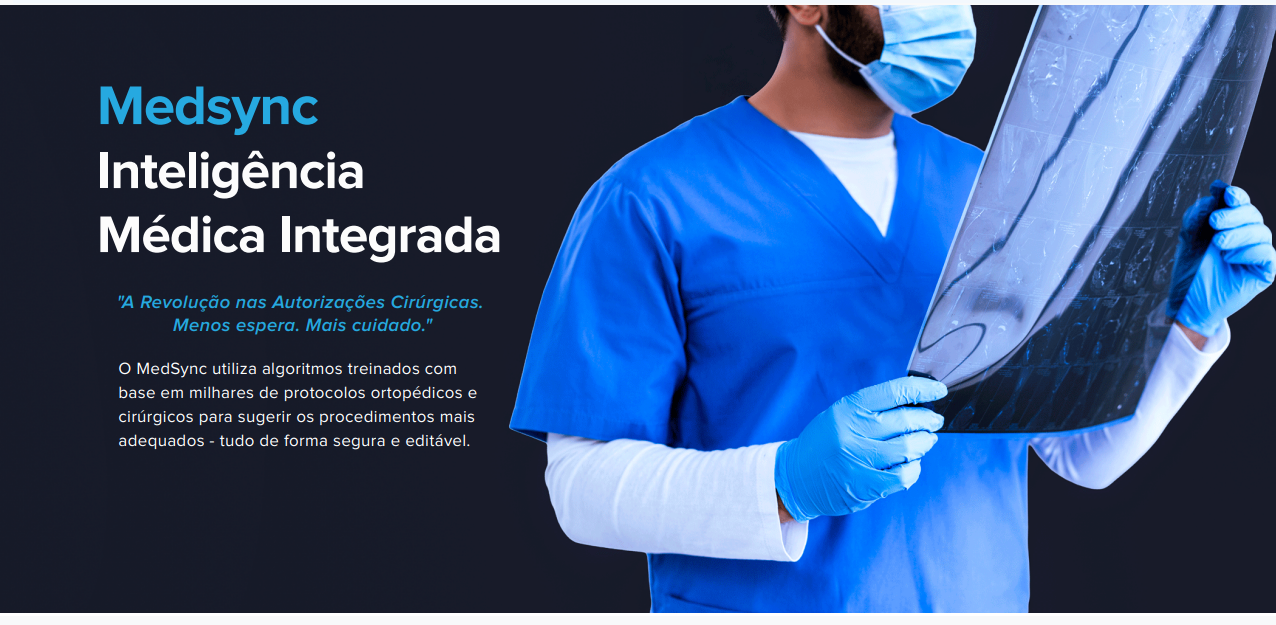 Medsync
Inteligência
Médica Integrada
"A Revolução nas Autorizações Cirúrgicas.
Menos espera. Mais cuidado."
O MedSync utiliza algoritmos treinados com
base em milhares de protocolos ortopédicos e
cirúrgicos para sugerir os procedimentos mais
adequados - tudo de forma segura e editável.